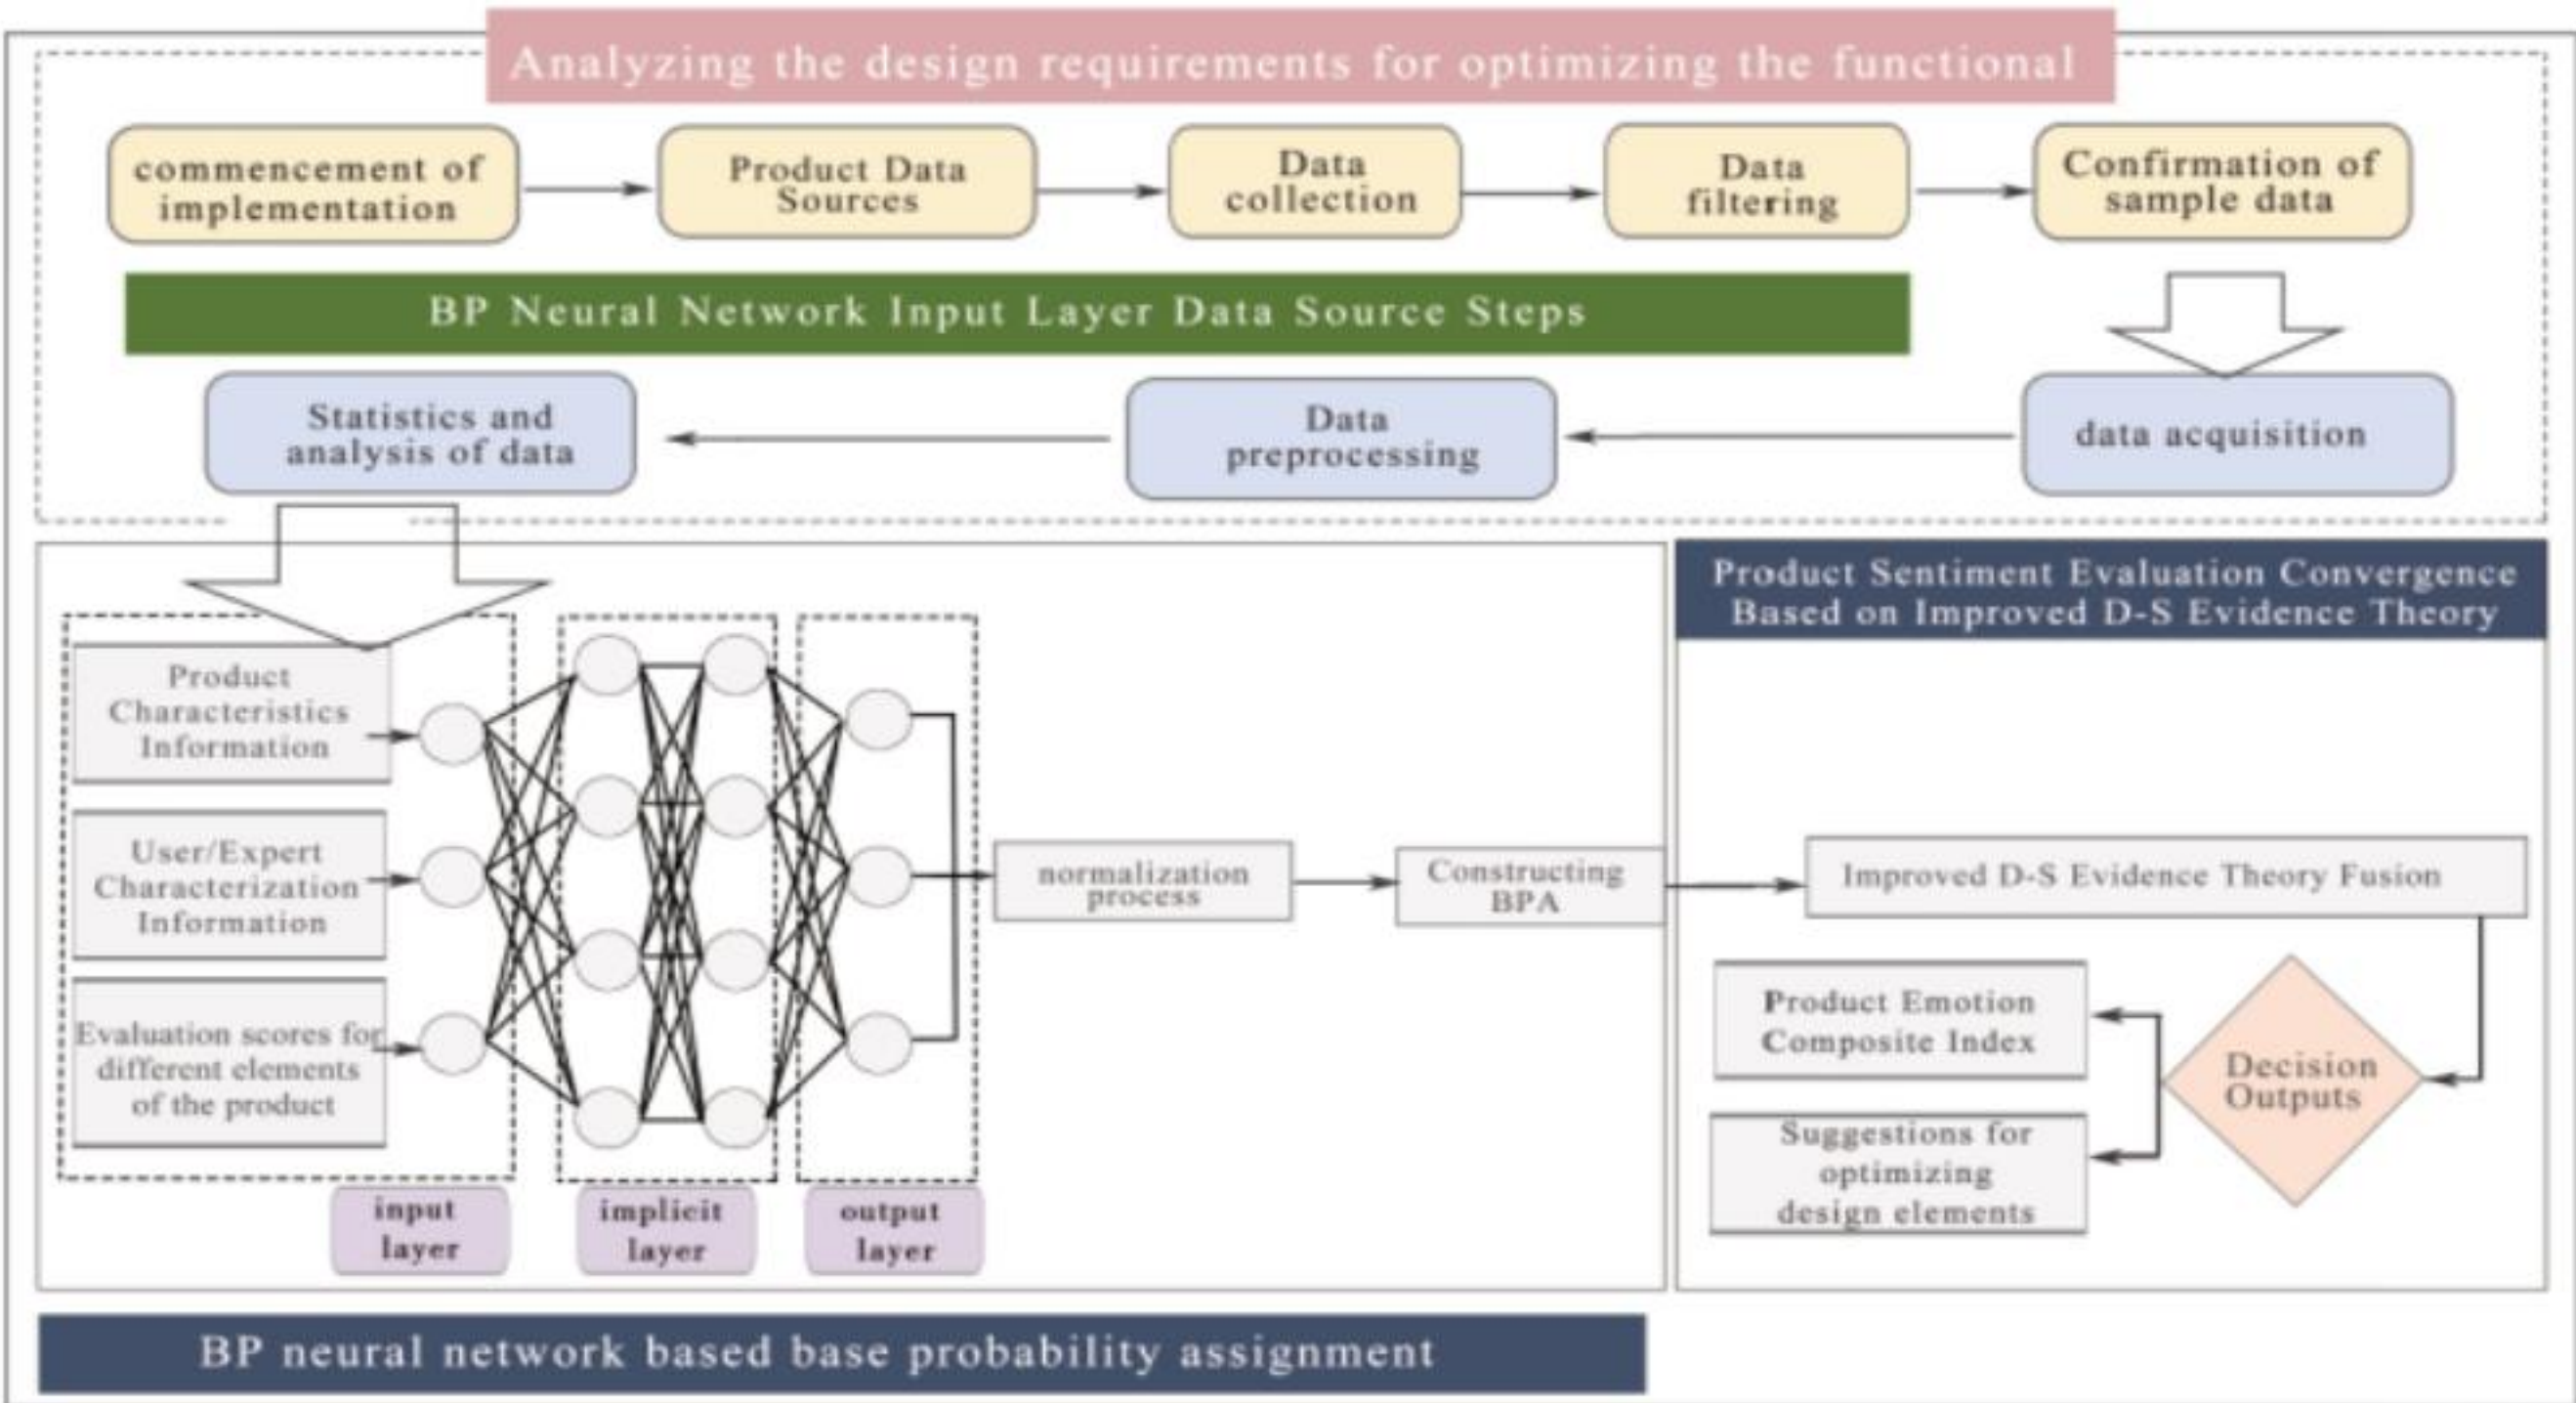 Analyzing the design requirements for optimizing the functional
commencement of
implementation
Product Data
Sources
Data
collection
Data
filtering
Confirmation of
sample data
BP Neural Network Input Layer Data Source Steps
Statistics and
analysis of data
Data
preprocessing
data acquisition
Product
Characteristics
Information
User/Expert
Characterization
Information
Evaluation scores for
different elements
of the product
input
layer
implicit
layer
output
layer
normalization
process
Constructing
BPA
BP neural network based base probability assignment
Product Sentiment Evaluation Convergence
Based on Improved D-S Evidence Theory
Improved D-S Evidence Theory Fusion
Product Emotion
Composite Index
Decision
Outputs
Suggestions for
optimizing
design elements